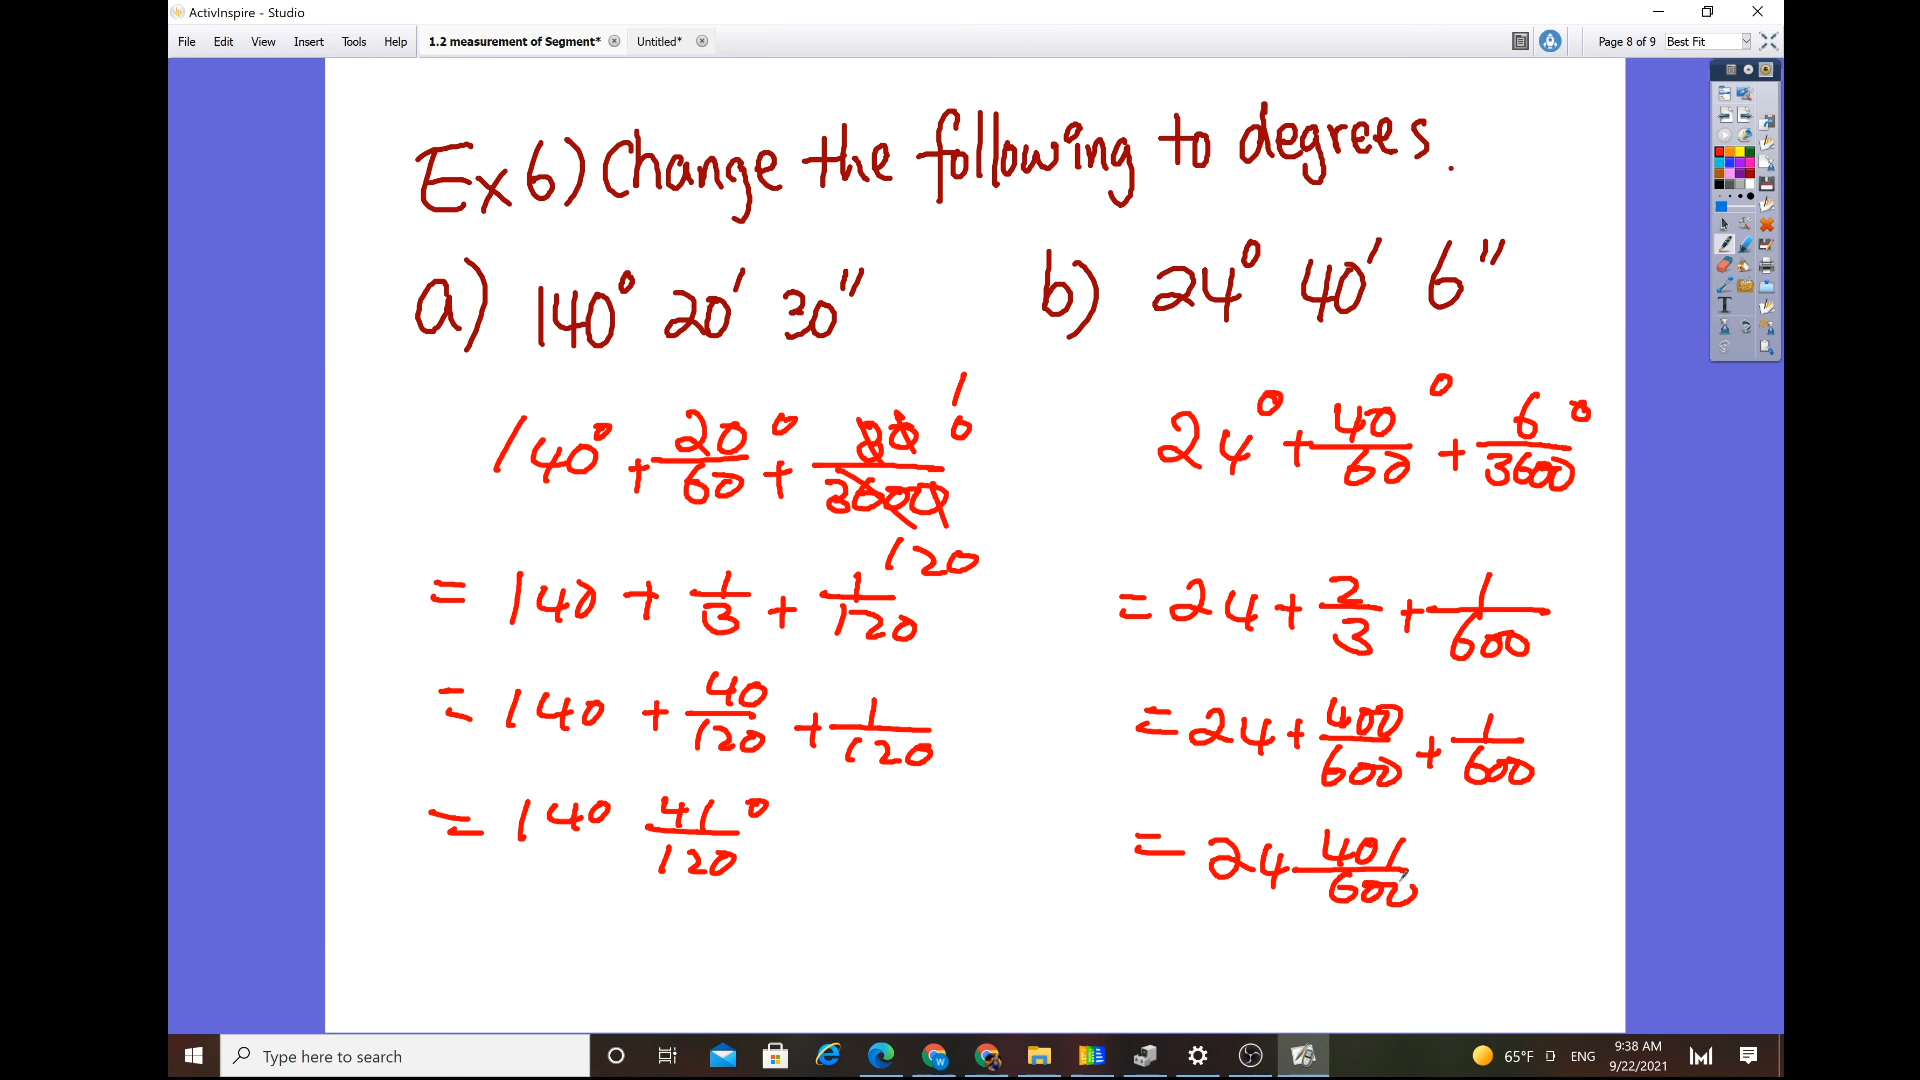 ActivInspire - Studio
File Edit View Insert Tools Help 1.2 measurement of Segment* Untitled* Page 8 of 9 Best Fit
Ex 6) Change the following to degrees.
a) 140° 20' 30"
140° + 20/60° + 30/3600° 1
120
= 140 + 1/3 + 1/120
= 140 + 40/120 + 1/120
= 140 41/120°
b) 24° 40' 6"
24° + 40/60° + 6/3600°
= 24 + 2/3 + 1/600
= 24 + 400/600 + 1/600
= 24 401/600
Type here to search 65°F ENG 9:38 AM
9/22/2021